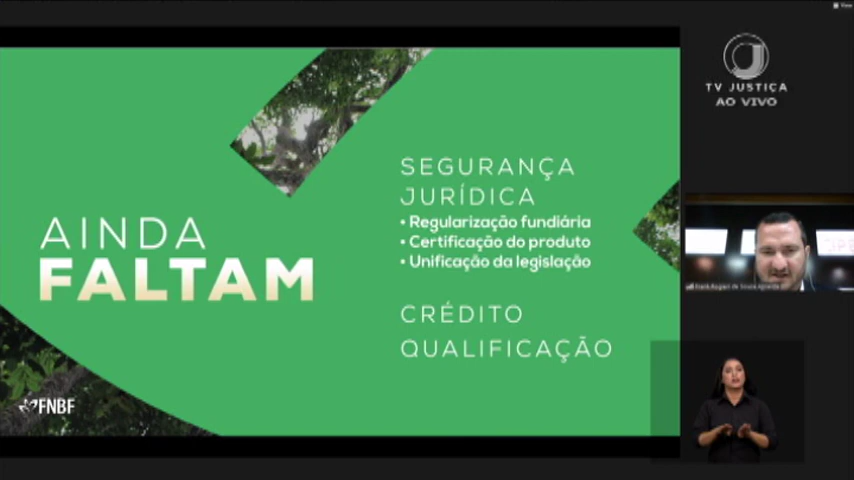 View
TV JUSTIÇA
AO VIVO
AINDA
FALTAM
SEGURANÇA
JURÍDICA
• Regularização fundiária
• Certificação do produto
• Unificação da legislação
CRÉDITO
QUALIFICAÇÃO
FNBF